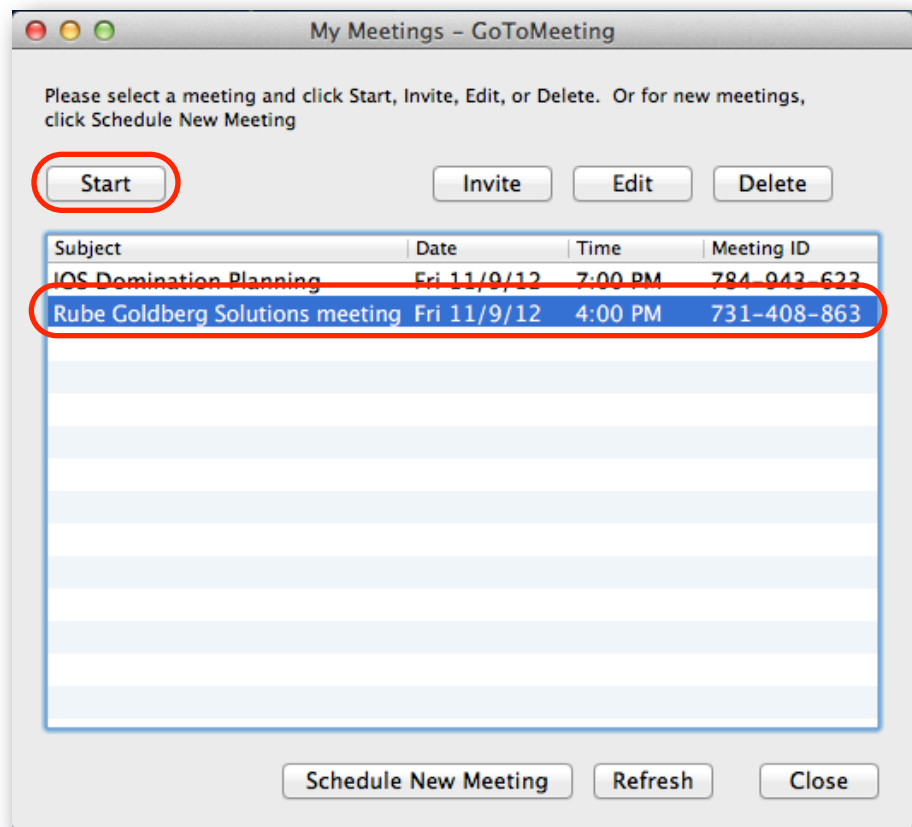 My Meetings – GoToMeeting
Please select a meeting and click Start, Invite, Edit, or Delete. Or for new meetings,
click Schedule New Meeting
Start Invite Edit Delete
Subject Date Time Meeting ID
IOS Domination Planning Fri 11/9/12 7:00 PM 784-943-623
Rube Goldberg Solutions meeting Fri 11/9/12 4:00 PM 731-408-863
Schedule New Meeting Refresh Close